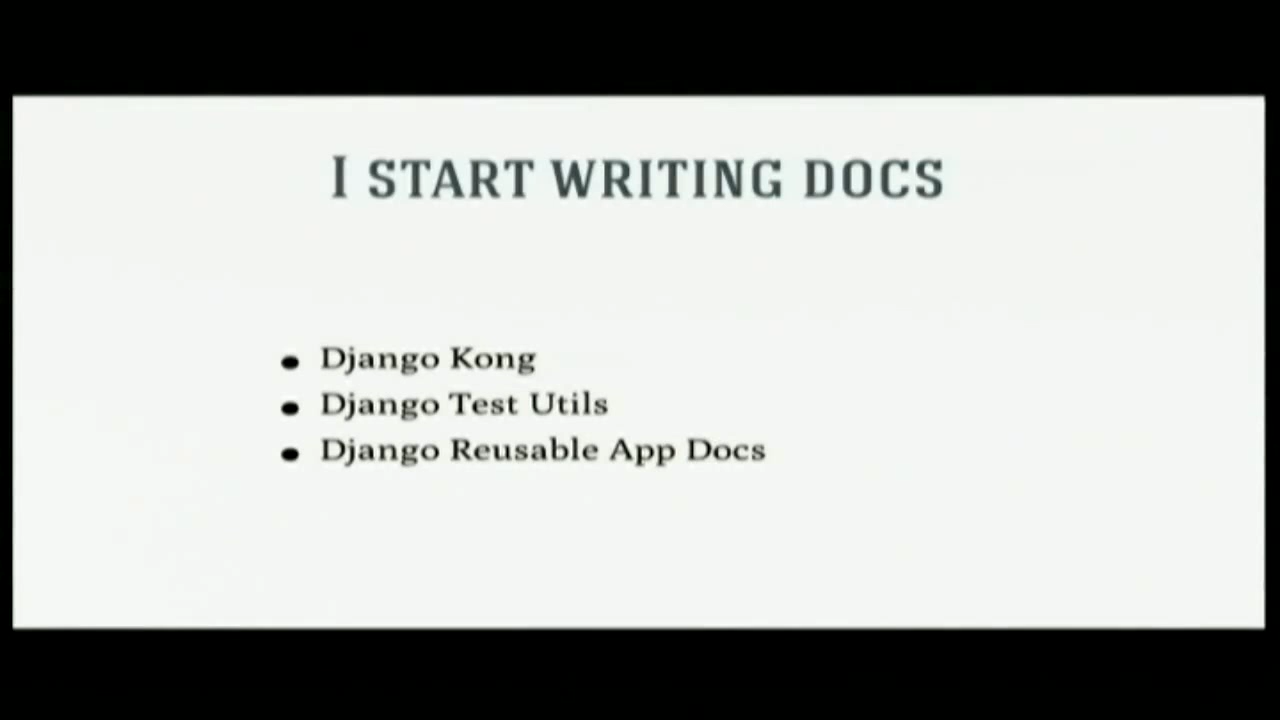 I START WRITING DOCS
• Django Kong
• Django Test Utils
• Django Reusable App Docs